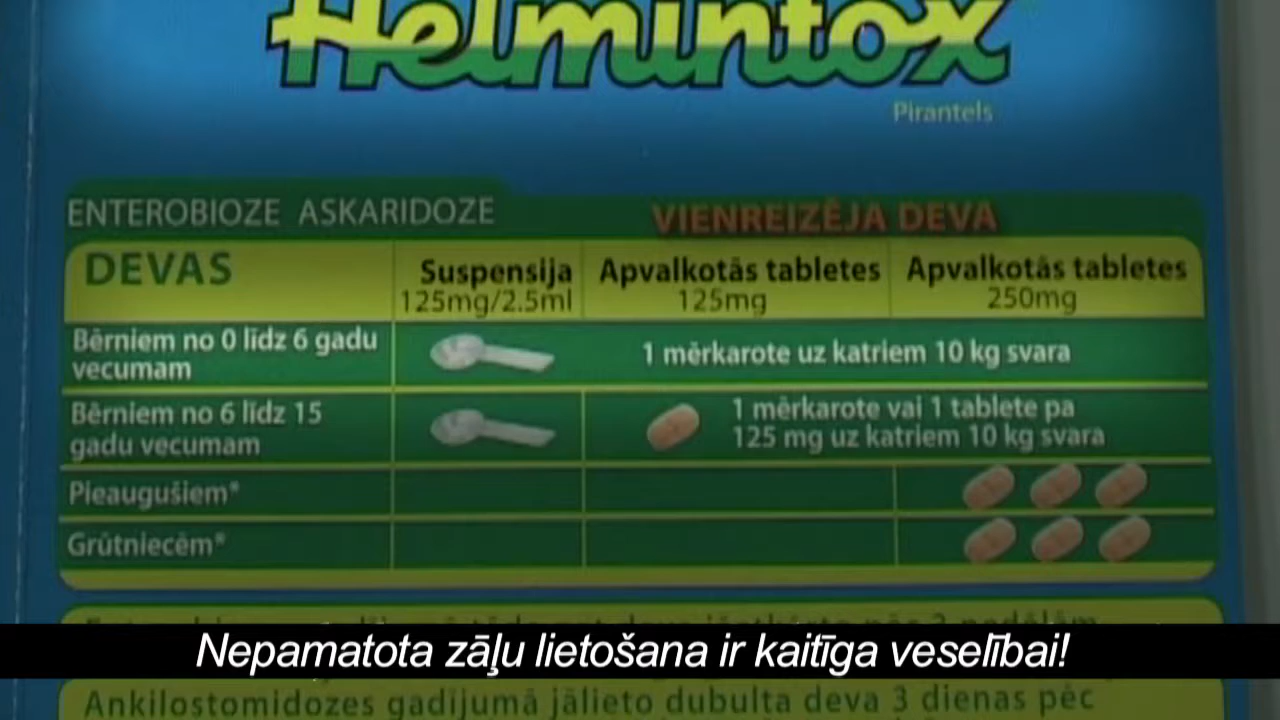 Helmintox
Pirantels
ENTEROBIOZE ASKARIDOZE
VIENREIZĒJA DEVA
DEVAS
Suspensija
125mg/2.5ml
Apvalkotās tabletes
125mg
Apvalkotās tabletes
250mg
Bērniem no 0 līdz 6 gadu
vecumam
1 mērkarote uz katriem 10 kg svara
Bērniem no 6 līdz 15
gadu vecumam
1 mērkarote vai 1 tablete pa
125 mg uz katriem 10 kg svara
Pieaugušiem*
Grūtniecēm*
Nepamatota zāļu lietošana ir kaitīga veselībai!
Ankilostomidozes gadījumā jālieto dubulta deva 3 dienas pēc